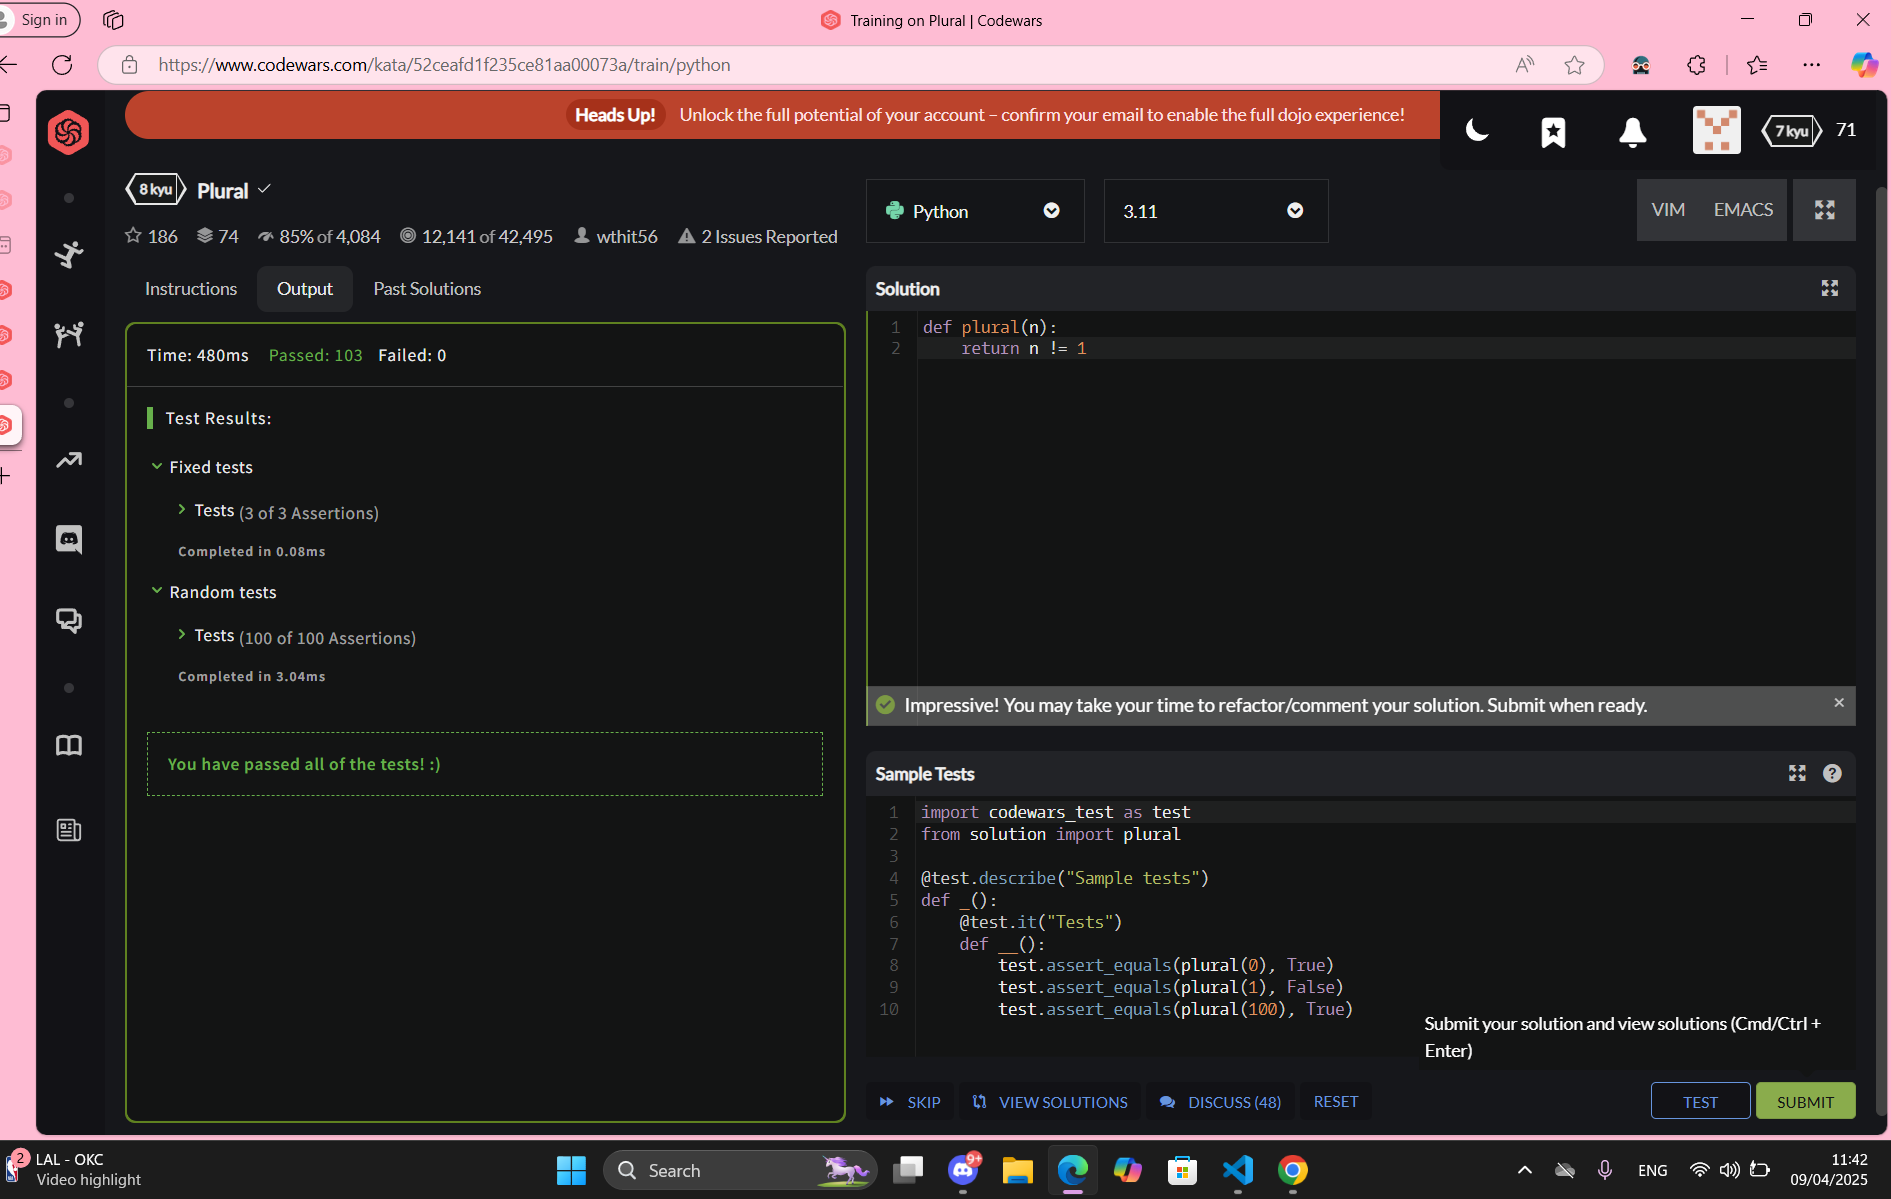 Sign in
Training on Plural | Codewars
https://www.codewars.com/kata/52ceafd1f235ce81aa00073a/train/python
Heads Up! Unlock the full potential of your account – confirm your email to enable the full dojo experience!
7 kyu 71
8 kyu Plural
186 74 85% of 4,084 12,141 of 42,495 wthit56 2 Issues Reported
Python
3.11
VIM EMACS
Instructions Output Past Solutions
Time: 480ms Passed: 103 Failed: 0
Test Results:
Fixed tests
Tests (3 of 3 Assertions)
Completed in 0.08ms
Random tests
Tests (100 of 100 Assertions)
Completed in 3.04ms
You have passed all of the tests! :)
Solution
1 def plural(n):
2     return n != 1
Impressive! You may take your time to refactor/comment your solution. Submit when ready.
Sample Tests
1 import codewars_test as test
2 from solution import plural
3
4 @test.describe("Sample tests")
5 def _():
6     @test.it("Tests")
7     def __():
8         test.assert_equals(plural(0), True)
9         test.assert_equals(plural(1), False)
10         test.assert_equals(plural(100), True)
Submit your solution and view solutions (Cmd/Ctrl +
Enter)
SKIP VIEW SOLUTIONS DISCUSS (48) RESET
TEST SUBMIT
2
LAL - OKC
Video highlight
Search
9+
ENG
11:42
09/04/2025